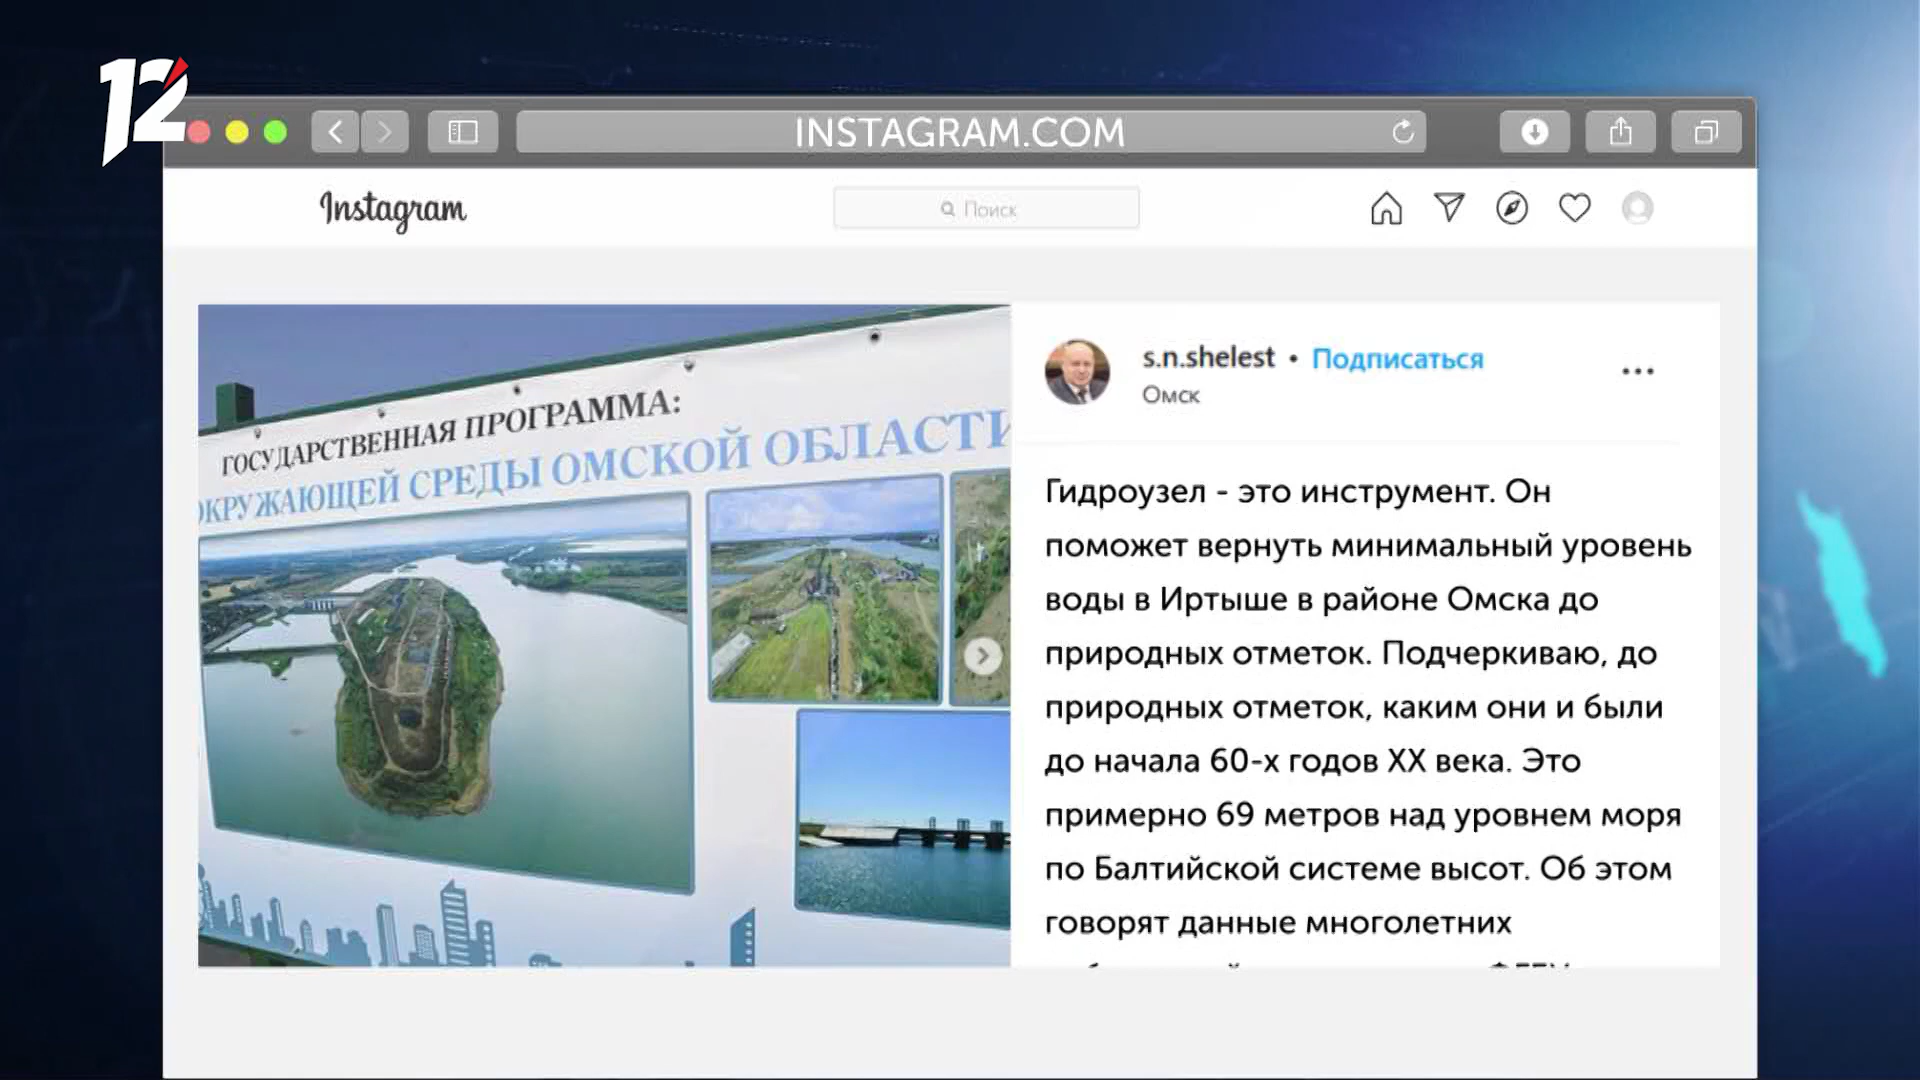 12
INSTAGRAM.COM
Instagram
Поиск
ГОСУДАРСТВЕННАЯ ПРОГРАММА:
ОКРУЖАЮЩЕЙ СРЕДЫ ОМСКОЙ ОБЛАСТИ
s.n.shelest • Подписаться
Омск
Гидроузел - это инструмент. Он
поможет вернуть минимальный уровень
воды в Иртыше в районе Омска до
природных отметок. Подчеркиваю, до
природных отметок, каким они и были
до начала 60-х годов XX века. Это
примерно 69 метров над уровнем моря
по Балтийской системе высот. Об этом
говорят данные многолетних